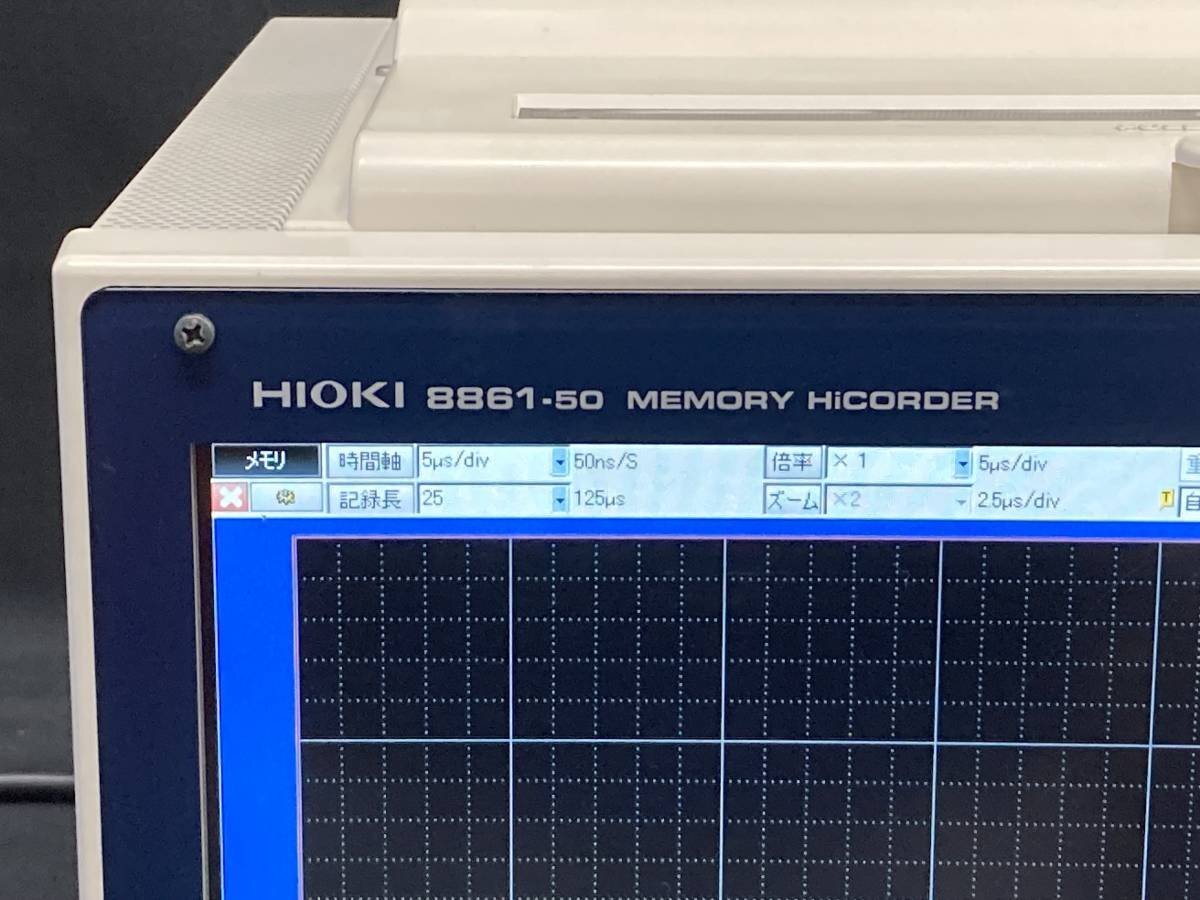 HIOKI 8861-50 MEMORY HiCORDER
メモリ 時間軸 5µs/div 50ns/S 倍率 × 1 5µs/div
記録長 25 125µs ズーム ×2 2.5µs/div T 自